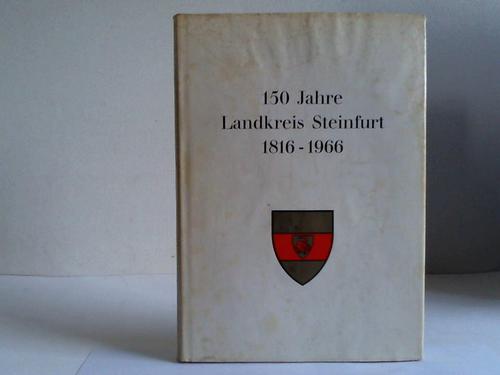 150 Jahre
Landkreis Steinfurt
1816 - 1966